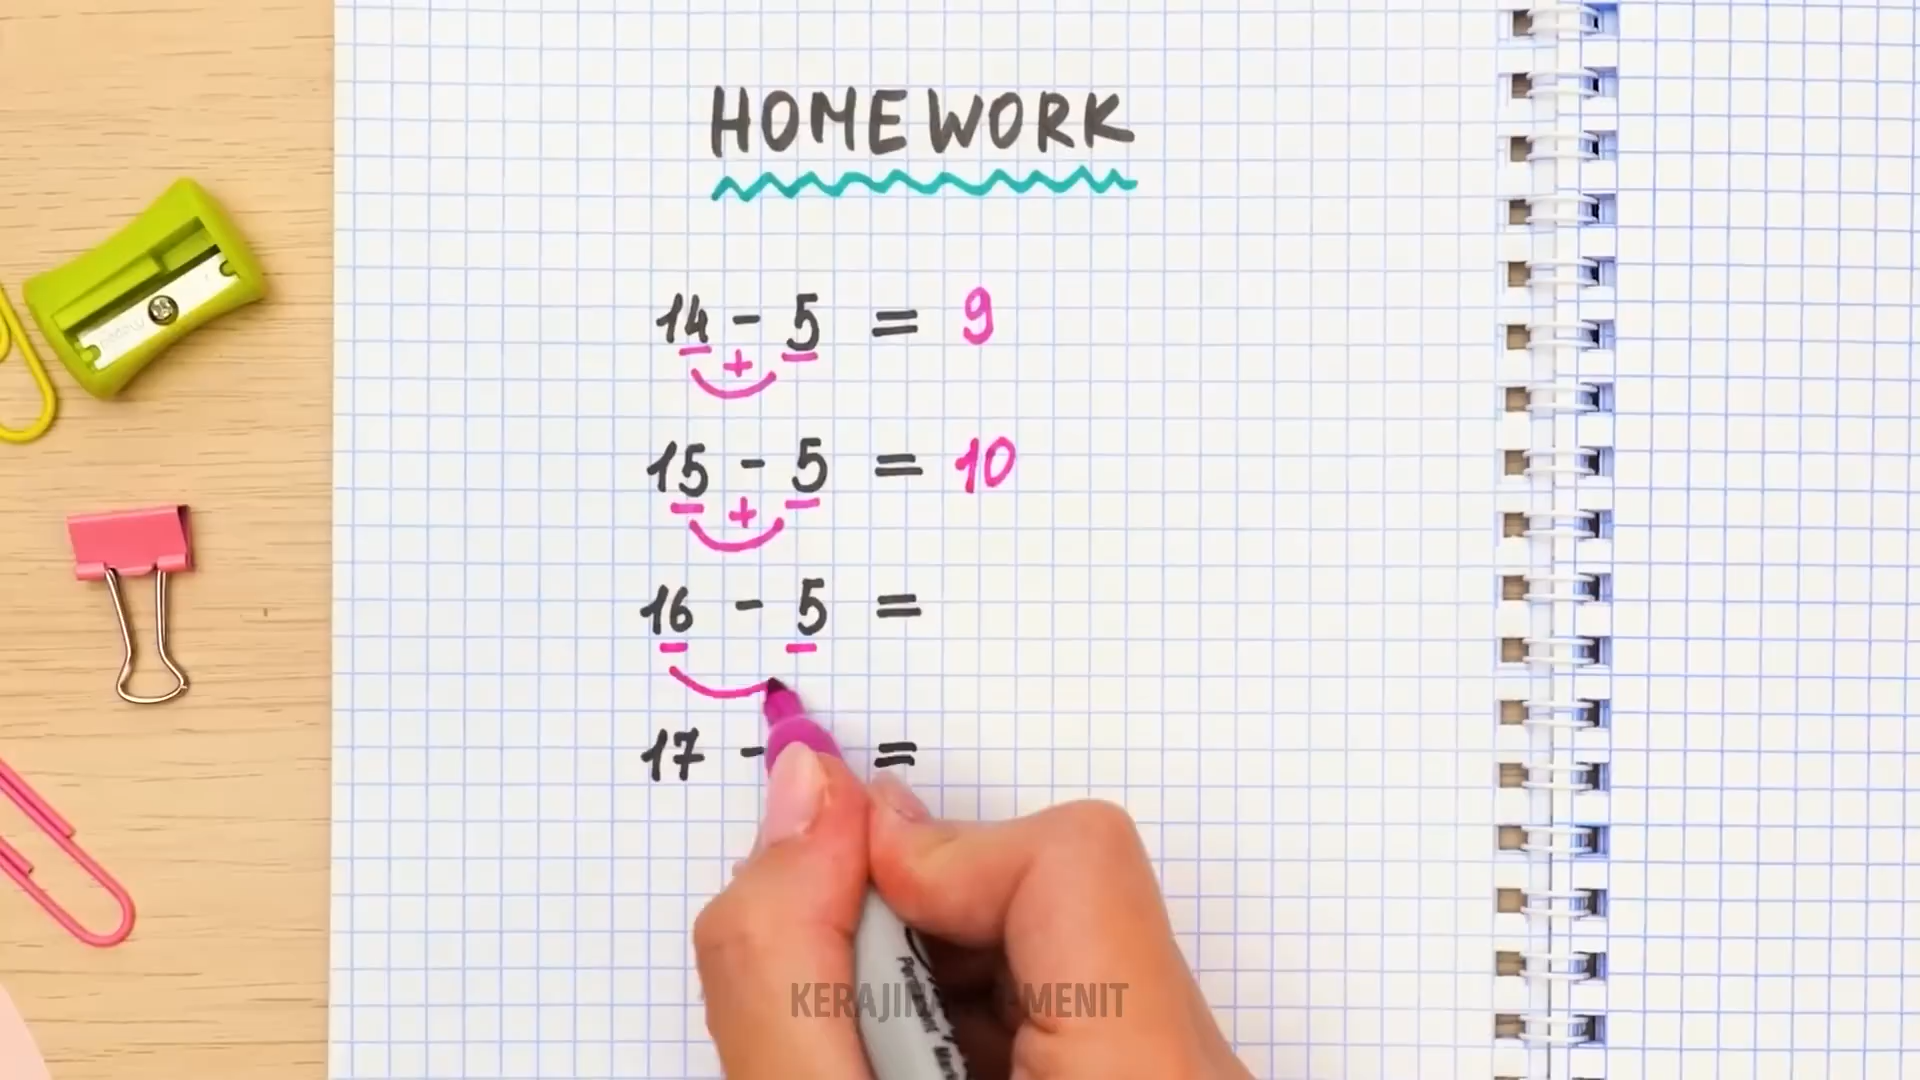 HOMEWORK
14 - 5 = 9
+
15 - 5 = 10
+
16 - 5 =
17 - =